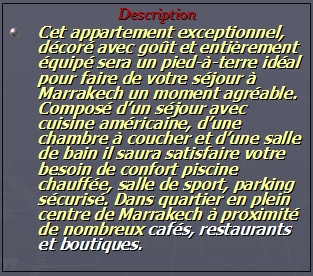 Description
Cet appartement exceptionnel,
décoré avec goût et entièrement
équipé sera un pied-à-terre idéal
pour faire de votre séjour à
Marrakech un moment agréable.
Composé d'un séjour avec
cuisine américaine, d'une
chambre à coucher et d'une salle
de bain il saura satisfaire votre
besoin de confort piscine
chauffée, salle de sport, parking
sécurisé. Dans quartier en plein
centre de Marrakech à proximité
de nombreux cafés, restaurants
et boutiques.